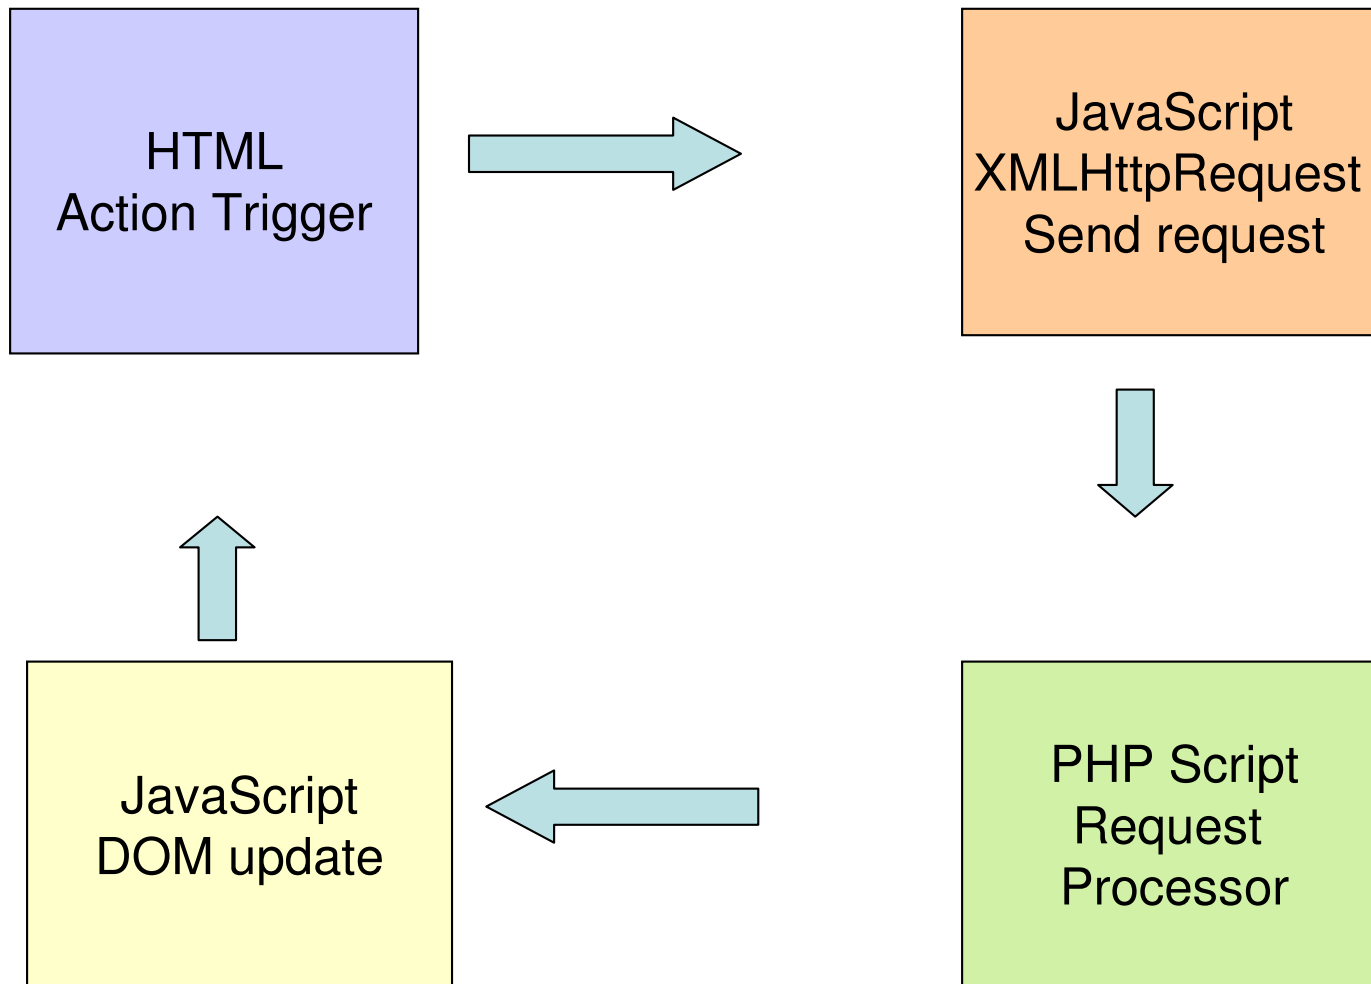 HTML
Action Trigger
JavaScript
XMLHttpRequest
Send request
JavaScript
DOM update
PHP Script
Request
Processor